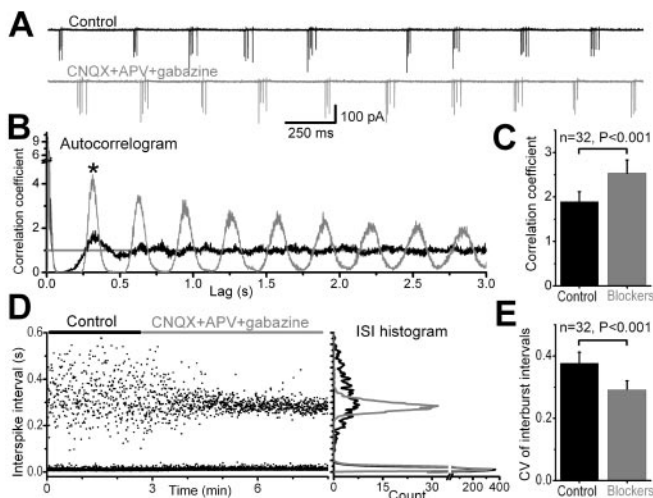 A
Control
CNQX+APV+gabazine
250 ms
100 pA
B
Autocorrelogram
*
Correlation coefficient
9
6
4
2
0
0.0 0.5 1.0 1.5 2.0 2.5 3.0
Lag (s)
C
n=32, P<0.001
Correlation coefficient
3
2
1
0
Control Blockers
D
Control CNQX+APV+gabazine
Interspike interval (s)
0.6
0.4
0.2
0.0
0 3 6
Time (min)
ISI histogram
0 15 30 200 400
Count
E
n=32, P<0.001
CV of interburst intervals
0.4
0.2
0.0
Control Blockers